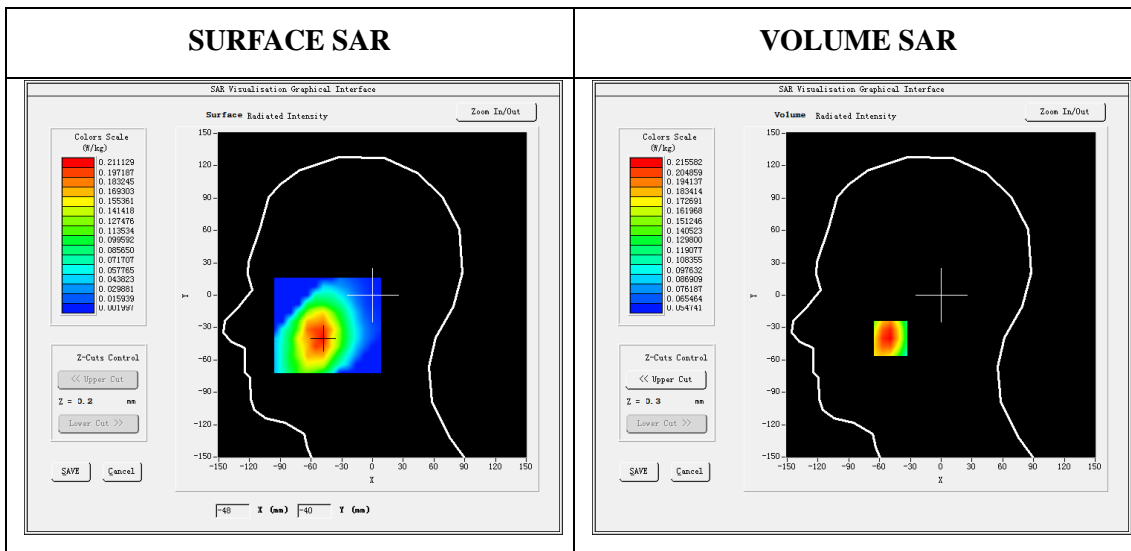 SURFACE SAR
VOLUME SAR
SAR Visualisation Graphical Interface
Surface Radiated Intensity
Zoom In/Out
Colors Scale
(W/kg)
0.211129
0.197187
0.183245
0.169303
0.155361
0.141418
0.127476
0.113534
0.099592
0.085650
0.071707
0.057765
0.043823
0.029881
0.015939
0.001997
150
120
90
60
30
0
-30
-60
-90
-120
-150
Y
-150 -120 -90 -60 -30 0 30 60 90 120 150
X
Z-Cuts Control
<< Upper Cut
Z = 0.2 mm
Lower Cut >>
SAVE Cancel
-48 X (mm) -40 Y (mm)
SAR Visualisation Graphical Interface
Volume Radiated Intensity
Zoom In/Out
Colors Scale
(W/kg)
0.215582
0.204859
0.194137
0.183414
0.172691
0.161968
0.151246
0.140523
0.129800
0.119077
0.108355
0.097632
0.086909
0.076187
0.065464
0.054741
150
120
90
60
30
0
-30
-60
-90
-120
-150
Y
-150 -120 -90 -60 -30 0 30 60 90 120 150
X
Z-Cuts Control
<< Upper Cut
Z = 0.3 mm
Lower Cut >>
SAVE Cancel